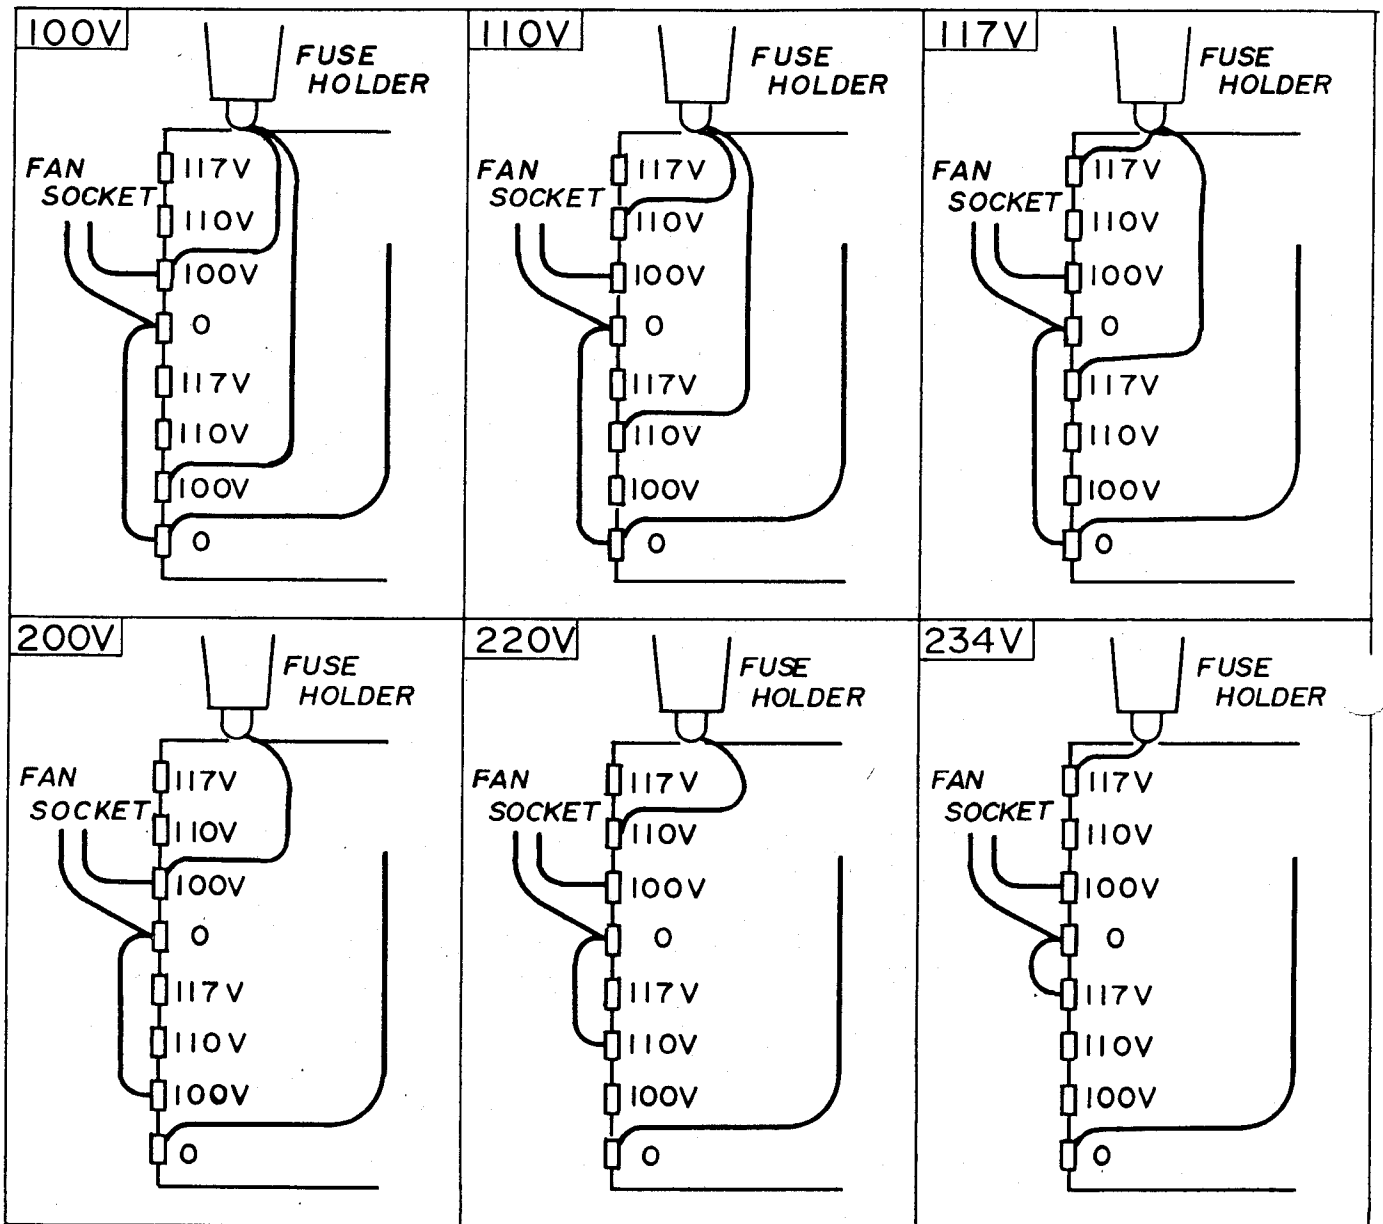 100V
FUSE
HOLDER
FAN
SOCKET
117V
110V
100V
0
117V
110V
100V
0
110V
FUSE
HOLDER
FAN
SOCKET
117V
110V
100V
0
117V
110V
100V
0
117V
FUSE
HOLDER
FAN
SOCKET
117V
110V
100V
0
117V
110V
100V
0
200V
FUSE
HOLDER
FAN
SOCKET
117V
110V
100V
0
117V
110V
100V
0
220V
FUSE
HOLDER
FAN
SOCKET
117V
110V
100V
0
117V
110V
100V
0
234V
FUSE
HOLDER
FAN
SOCKET
117V
110V
100V
0
117V
110V
100V
0